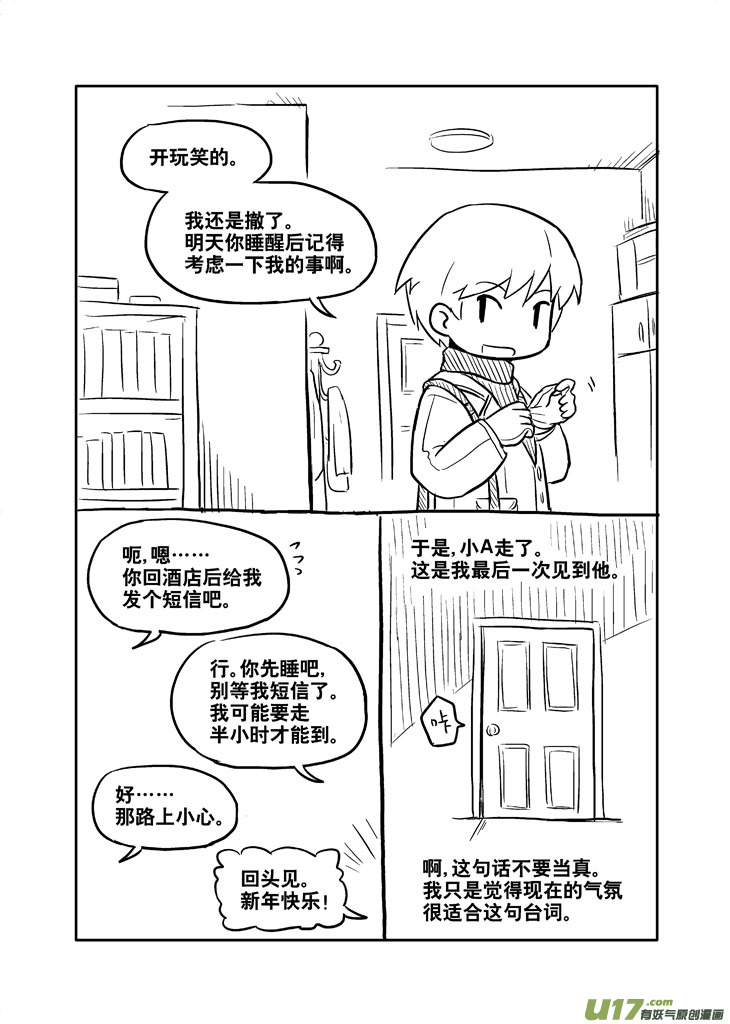 开玩笑的。
我还是撤了。
明天你睡醒后记得
考虑一下我的事啊。
呃,嗯……
你回酒店后给我
发个短信吧。
行。你先睡吧,
别等我短信了。
我可能要走
半小时才能到。
好……
那路上小心。
回头见。
新年快乐!
于是,小A走了。
这是我最后一次见到他。
咔
啊,这句话不要当真。
我只是觉得现在的气氛
很适合这句台词。
U17.com
有妖气原创漫画